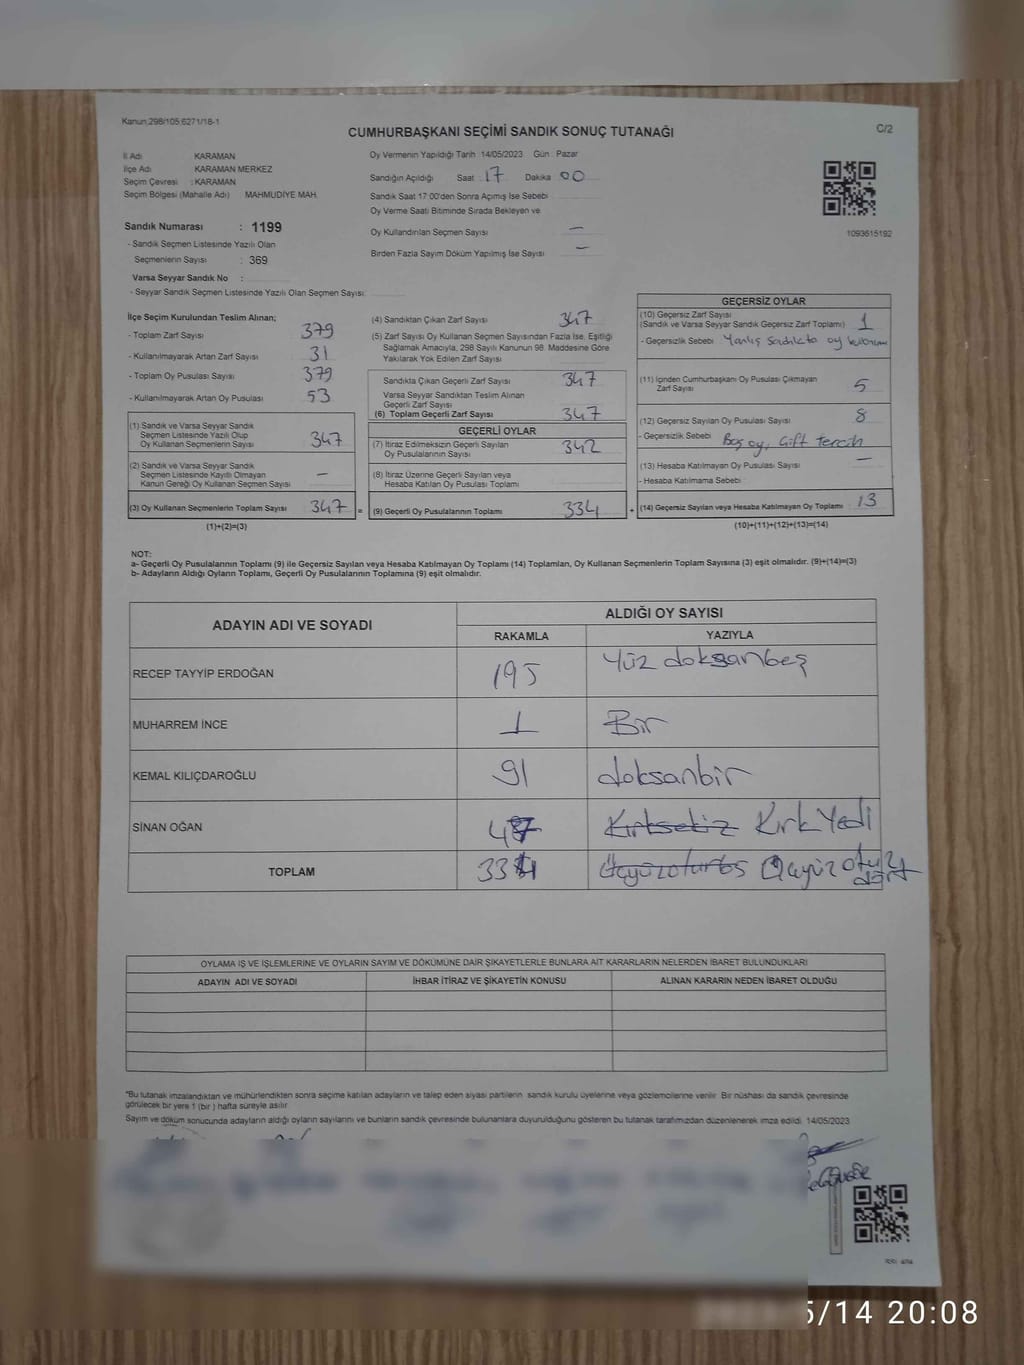 Kanun;298/105;6271/18-1
CUMHURBAŞKANI SEÇİMİ SANDIK SONUÇ TUTANAĞI
C/2
İl Adı KARAMAN
İlçe Adı KARAMAN MERKEZ
Seçim Çevresi : KARAMAN
Seçim Bölgesi (Mahalle Adı) MAHMUDİYE MAH.
Oy Vermenin Yapıldığı Tarih 14/05/2023 Gün : Pazar
Sandığın Açıldığı Saat : 17 Dakika 00
Sandık Saat 17:00'den Sonra Açılmış İse Sebebi
Oy Verme Saati Bitiminde Sırada Bekleyen ve
Oy Kullandırılan Seçmen Sayısı —
Birden Fazla Sayım Döküm Yapılmış İse Sayısı —
1093615192
Sandık Numarası : 1199
- Sandık Seçmen Listesinde Yazılı Olan
Seçmenlerin Sayısı : 369
Varsa Seyyar Sandık No :
- Seyyar Sandık Seçmen Listesinde Yazılı Olan Seçmen Sayısı:
İlçe Seçim Kurulundan Teslim Alınan;
- Toplam Zarf Sayısı 379
- Kullanılmayarak Artan Zarf Sayısı 31
- Toplam Oy Pusulası Sayısı 379
- Kullanılmayarak Artan Oy Pusulası 53
(1) Sandık ve Varsa Seyyar Sandık
Seçmen Listesinde Yazılı Olup
Oy Kullanan Seçmenlerin Sayısı 347
(2) Sandık ve Varsa Seyyar Sandık
Seçmen Listesinde Kayıtlı Olmayan
Kanun Gereği Oy Kullanan Seçmen Sayısı —
(3) Oy Kullanan Seçmenlerin Toplam Sayısı 347 =
(1)+(2)=(3)
(4) Sandıktan Çıkan Zarf Sayısı 347
(5) Zarf Sayısı Oy Kullanan Seçmen Sayısından Fazla İse, Eşitliği
Sağlamak Amacıyla, 298 Sayılı Kanunun 98. Maddesine Göre
Yakılarak Yok Edilen Zarf Sayısı
Sandıkta Çıkan Geçerli Zarf Sayısı 347
Varsa Seyyar Sandıktan Teslim Alınan
Geçerli Zarf Sayısı
(6) Toplam Geçerli Zarf Sayısı 347
GEÇERLİ OYLAR
(7) İtiraz Edilmeksizin Geçerli Sayılan
Oy Pusulalarının Sayısı 342
(8) İtiraz Üzerine Geçerli Sayılan veya
Hesaba Katılan Oy Pusulası Toplamı
(9) Geçerli Oy Pusulalarının Toplamı 334 +
GEÇERSİZ OYLAR
(10) Geçersiz Zarf Sayısı
(Sandık ve Varsa Seyyar Sandık Geçersiz Zarf Toplamı) 1
- Geçersizlik Sebebi Yanlış Sandıkta oy kullanımı
(11) İçinden Cumhurbaşkanı Oy Pusulası Çıkmayan
Zarf Sayısı 5
(12) Geçersiz Sayılan Oy Pusulası Sayısı 8
- Geçersizlik Sebebi Boş oy, Çift tercih
(13) Hesaba Katılmayan Oy Pusulası Sayısı —
- Hesaba Katılmama Sebebi
(14) Geçersiz Sayılan veya Hesaba Katılmayan Oy Toplamı 13
(10)+(11)+(12)+(13)=(14)
NOT:
a- Geçerli Oy Pusulalarının Toplamı (9) ile Geçersiz Sayılan veya Hesaba Katılmayan Oy Toplamı (14) Toplamları, Oy Kullanan Seçmenlerin Toplam Sayısına (3) eşit olmalıdır. (9)+(14)=(3)
b- Adayların Aldığı Oyların Toplamı, Geçerli Oy Pusulalarının Toplamına (9) eşit olmalıdır.
ADAYIN ADI VE SOYADI ALDIĞI OY SAYISI
RAKAMLA YAZIYLA
RECEP TAYYİP ERDOĞAN 195 Yüz doksanbeş
MUHARREM İNCE 1 Bir
KEMAL KILIÇDAROĞLU 91 doksanbir
SİNAN OĞAN 47 Kırksekiz Kırk Yedi
TOPLAM 334 Üçyüzotuz dört
OYLAMA İŞ VE İŞLEMLERİNE VE OYLARIN SAYIM VE DÖKÜMÜNE DAİR ŞİKAYETLERLE BUNLARA AİT KARARLARIN NELERDEN İBARET BULUNDUKLARI
ADAYIN ADI VE SOYADI İHBAR İTİRAZ VE ŞİKAYETİN KONUSU ALINAN KARARIN NEDEN İBARET OLDUĞU
*Bu tutanak imzalandıktan ve mühürlendikten sonra seçime katılan adayların ve talep eden siyasi partilerin sandık kurulu üyelerine veya gözlemcilerine verilir. Bir nüshası da sandık çevresinde
görülecek bir yere 1 (bir) hafta süreyle asılır.
Sayım ve döküm sonucunda adayların aldığı oyların sayılarını ve bunların sandık çevresinde bulunanlara duyurulduğunu gösteren bu tutanak tarafımızdan düzenlenerek imza edildi. 14/05/2023
5/14 20:08